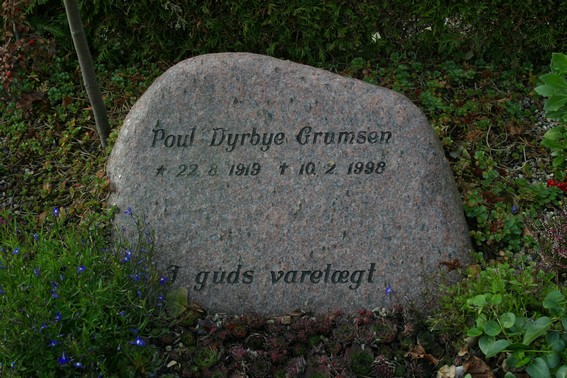 Poul Dyrbye Grumsen
* 22. 8. 1919 ✝ 10. 2. 1998
I guds varetægt